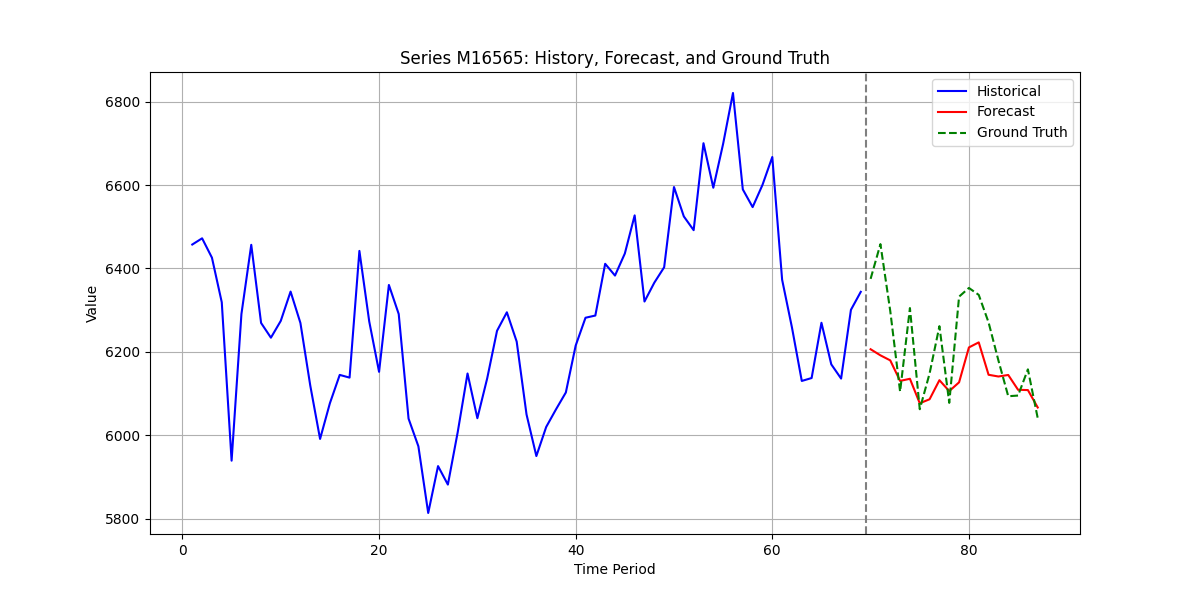 Series M16565: History, Forecast, and Ground Truth
Historical
Forecast
Ground Truth
6800
6600
6400
6200
6000
5800
Value
0
20
40
60
80
Time Period